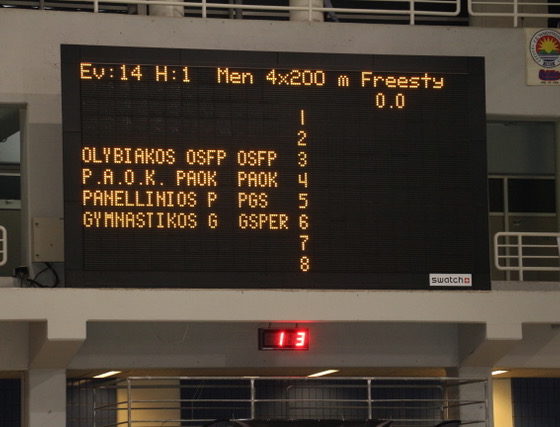 Ev:14 H:1 Men 4x200 m Freesty
0.0
1
2
OLYBIAKOS OSFP OSFP 3
P.A.O.K. PAOK PAOK 4
PANELLINIOS P PGS 5
GYMNASTIKOS G GSPER 6
7
8
swatch
13